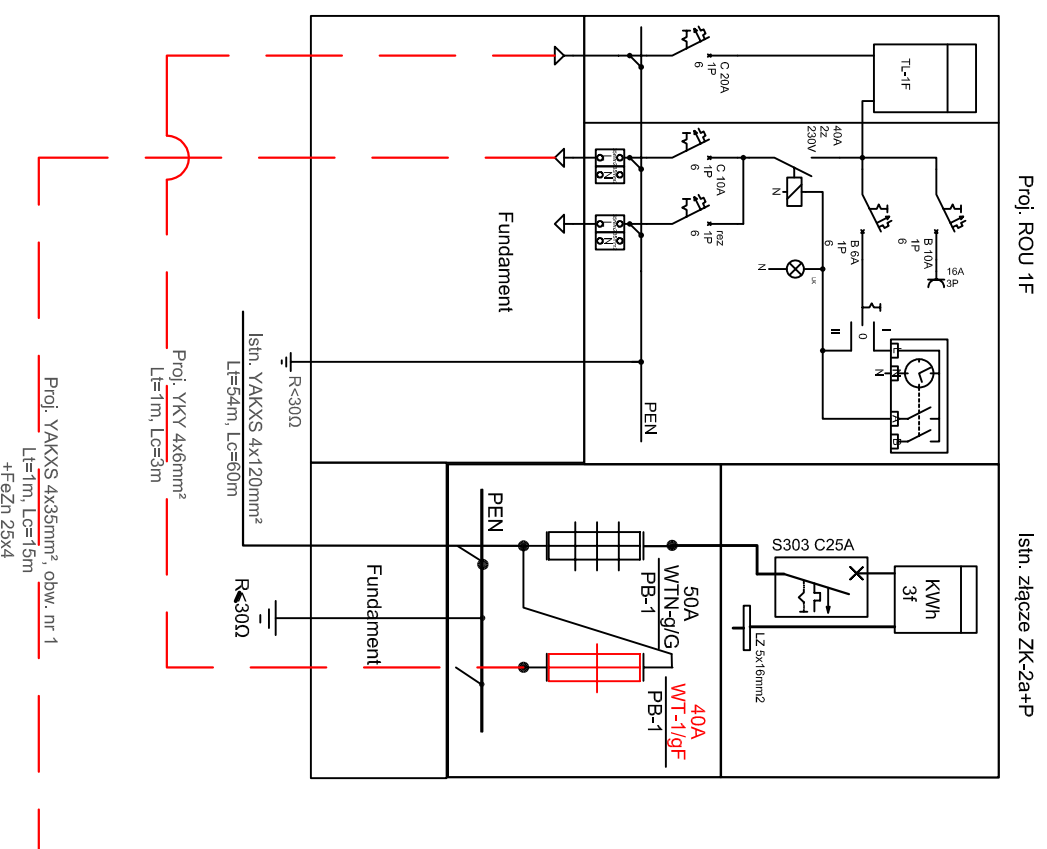 Proj. ROU 1F
TL-1F
C 20A
1P
6
40A
2z
230V
C 10A
1P
6
rez
1P
6
N
N
LK
B 6A
1P
6
B 10A
1P
6
16A
3P
I
0
II
L
N
N
A
B
L
N
L
N
PEN
Fundament
R<30Ω
Istn. złącze ZK-2a+P
KWh
3f
S303 C25A
LZ 5x16mm2
50A
WTN-g/G
PB-1
40A
WT-1/gF
PB-1
PEN
Fundament
R<30Ω
Istn. YAKXS 4x120mm²
Lt=54m, Lc=60m
Proj. YKY 4x6mm²
Lt=1m, Lc=3m
Proj. YAKXS 4x35mm², obw. nr 1
Lt=1m, Lc=15m
+FeZn 25x4